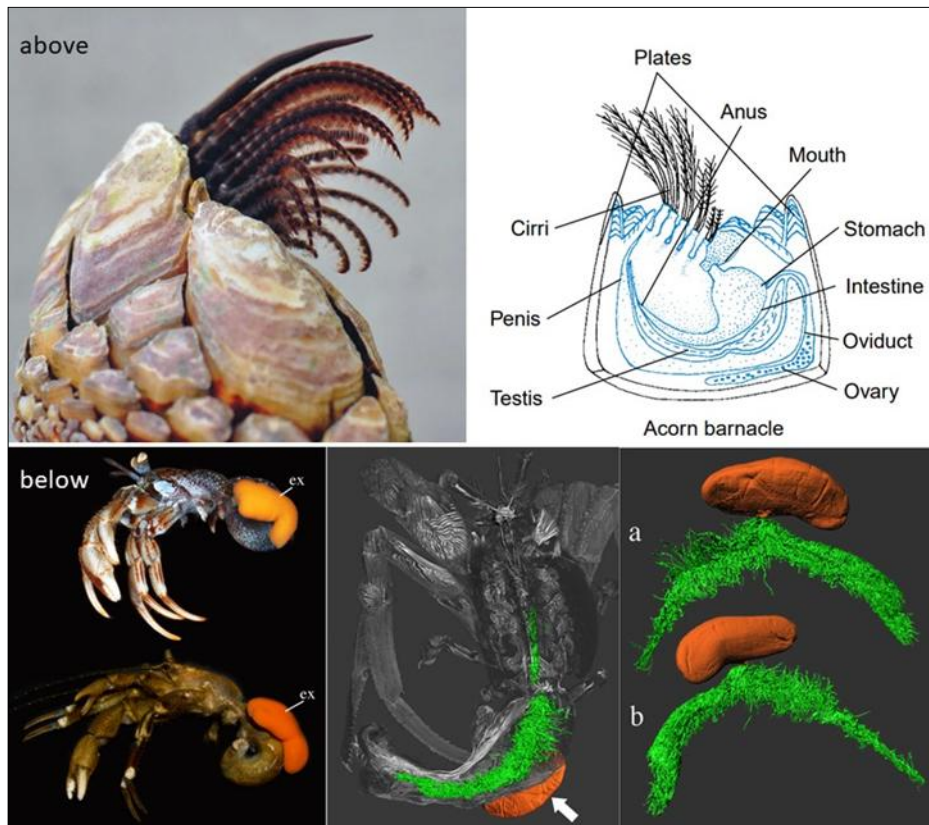 above
Plates
Anus
Mouth
Cirri
Stomach
Penis
Intestine
Oviduct
Testis
Ovary
Acorn barnacle
below
ex
a
ex
b